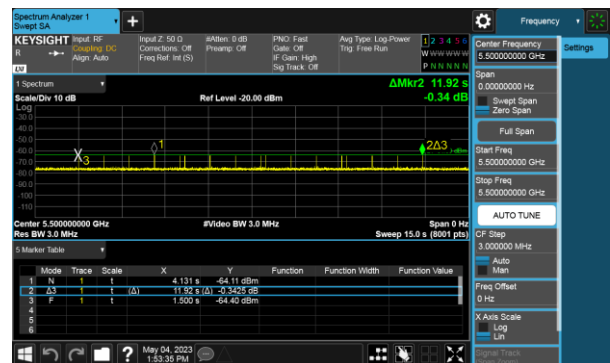 Spectrum Analyzer 1
Swept SA
Frequency
KEYSIGHT
R
Input: RF
Coupling: DC
Align: Auto
Input Z: 50 Ω
Corrections: Off
Freq Ref: Int (S)
#Atten: 0 dB
Preamp: Off
PNO: Fast
Gate: Off
IF Gain: High
Sig Track: Off
Avg Type: Log-Power
Trig: Free Run
1 2 3 4 5 6
W W W W W W
P N N N N N
1 Spectrum
ΔMkr2 11.92 s
Scale/Div 10 dB
Ref Level -20.00 dBm
-0.34 dB
Log
-30.0
-40.0
-50.0
-60.0
-70.0
-80.0
-90.0
-100
-110
X3
1
2Δ3
Center 5.500000000 GHz
#Video BW 3.0 MHz
Span 0 Hz
Res BW 3.0 MHz
Sweep 15.0 s (8001 pts)
5 Marker Table
Mode Trace Scale X Y Function Function Width Function Value
1 N 1 t 4.131 s -64.11 dBm
2 Δ3 1 t (Δ) 11.92 s (Δ) -0.3425 dB
3 F 1 t 1.500 s -64.40 dBm
4
5
6
Center Frequency
5.500000000 GHz
Settings
Span
0.00000000 Hz
Swept Span
Zero Span
Full Span
Start Freq
5.500000000 GHz
Stop Freq
5.500000000 GHz
AUTO TUNE
CF Step
3.000000 MHz
Auto
Man
Freq Offset
0 Hz
X Axis Scale
Log
Lin
Signal Track
May 04, 2023
1:53:35 PM